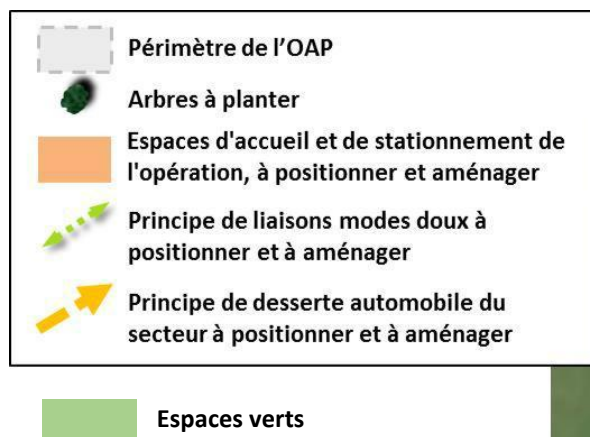 Périmètre de l’OAP
Arbres à planter
Espaces d'accueil et de stationnement de
l'opération, à positionner et aménager
Principe de liaisons modes doux à
positionner et à aménager
Principe de desserte automobile du
secteur à positionner et à aménager
Espaces verts